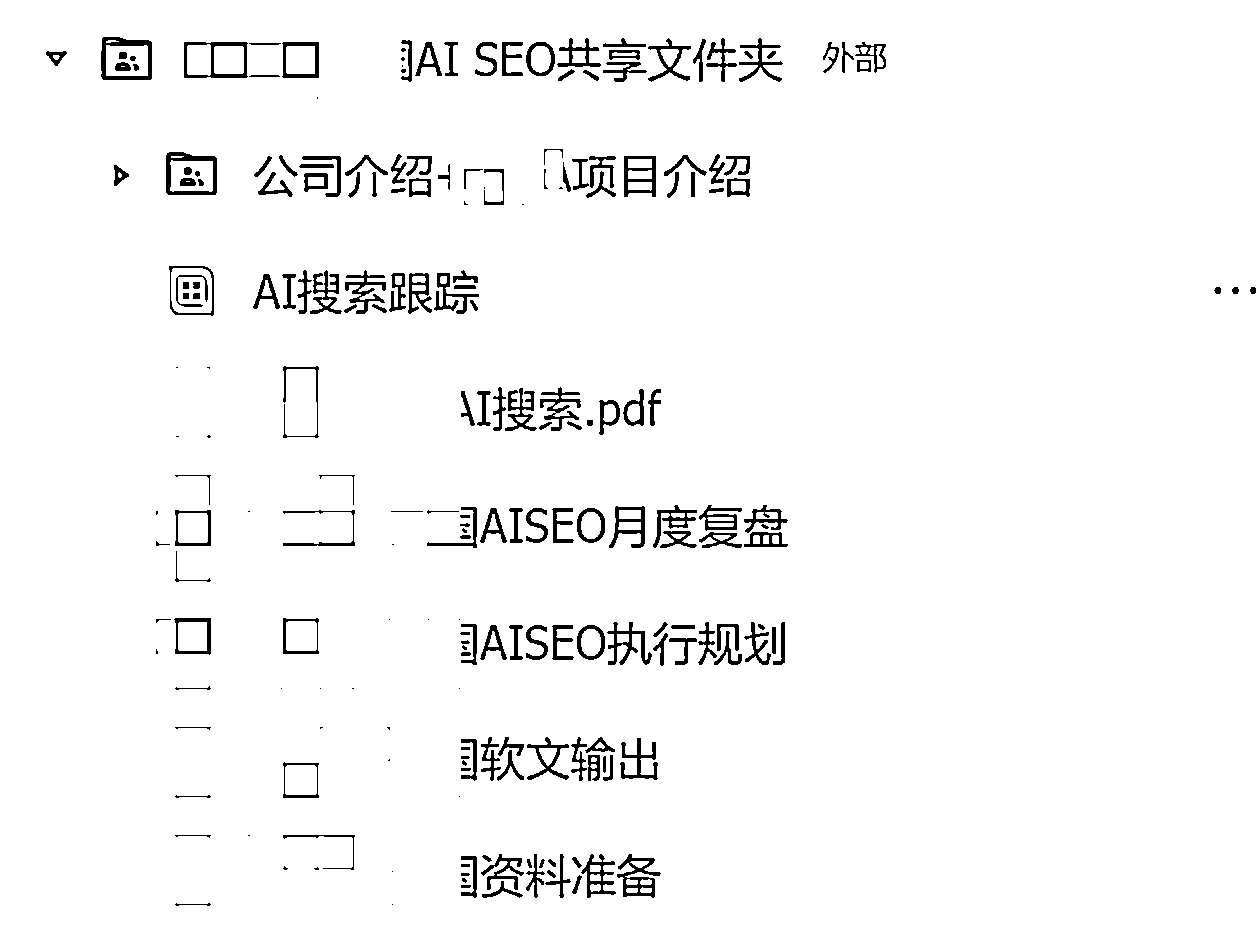 AI SEO共享文件夹 外部
公司介绍+ 项目介绍
AI搜索跟踪
AI搜索.pdf
AISEO月度复盘
AISEO执行规划
软文输出
资料准备